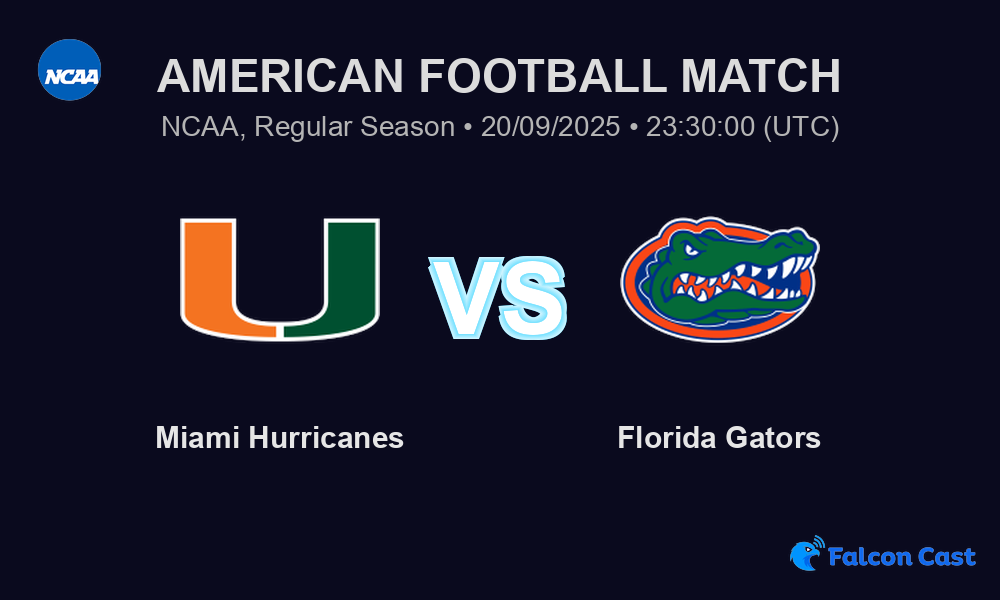 NCAA
AMERICAN FOOTBALL MATCH
NCAA, Regular Season • 20/09/2025 • 23:30:00 (UTC)
VS
Miami Hurricanes
Florida Gators
Falcon Cast